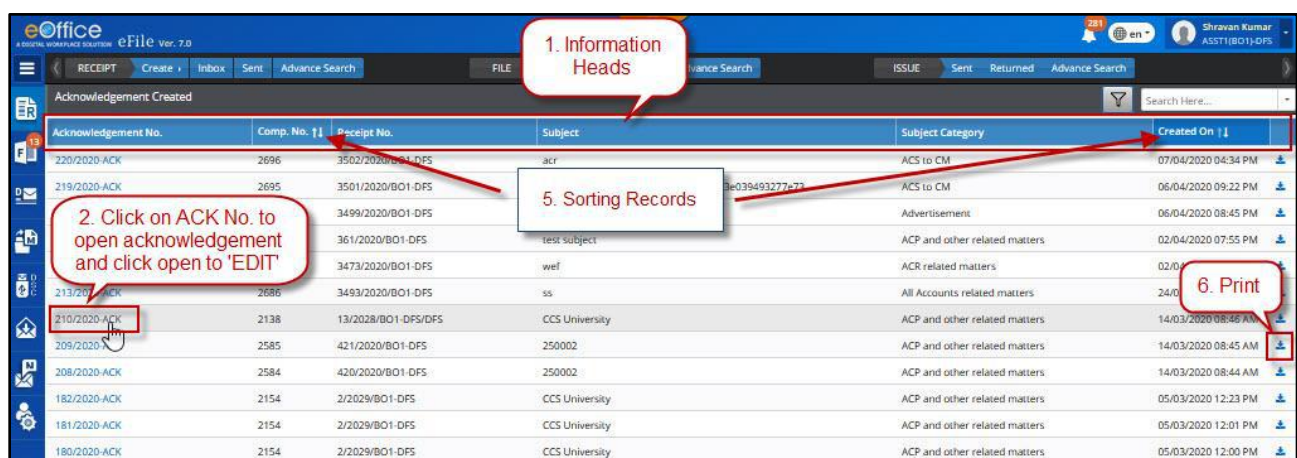 eOffice
A DIGITAL WORKPLACE SOLUTION eFile Ver. 7.0
281
en
Shravan Kumar
ASST1(BO1)-DFS
RECEIPT Create Inbox Sent Advance Search FILE Advance Search ISSUE Sent Returned Advance Search
1. Information
Heads
Acknowledgement Created
Search Here...
Acknowledgement No. Comp. No. Receipt No. Subject Subject Category Created On
13
220/2020-ACK 2696 3502/2020/BO1-DFS acr ACS to CM 07/04/2020 04:34 PM
219/2020-ACK 2695 3501/2020/BO1-DFS 3e039493277e73 ACS to CM 06/04/2020 09:22 PM
5. Sorting Records
2. Click on ACK No. to
open acknowledgement
and click open to 'EDIT'
3499/2020/BO1-DFS Advertisement 06/04/2020 08:45 PM
361/2020/BO1-DFS test subject ACP and other related matters 02/04/2020 07:55 PM
3473/2020/BO1-DFS wef ACR related matters
6. Print
213/2020-ACK 2686 3493/2020/BO1-DFS ss All Accounts related matters
210/2020-ACK 2138 13/2028/BO1-DFS/DFS CCS University ACP and other related matters 14/03/2020 08:46 AM
209/2020 2585 421/2020/BO1-DFS 250002 ACP and other related matters 14/03/2020 08:45 AM
208/2020-ACK 2584 420/2020/BO1-DFS 250002 ACP and other related matters 14/03/2020 08:44 AM
182/2020-ACK 2154 2/2029/BO1-DFS CCS University ACP and other related matters 05/03/2020 12:23 PM
181/2020-ACK 2154 2/2029/BO1-DFS CCS University ACP and other related matters 05/03/2020 12:01 PM
180/2020-ACK 2154 2/2029/BO1-DFS CCS University ACP and other related matters 05/03/2020 12:00 PM